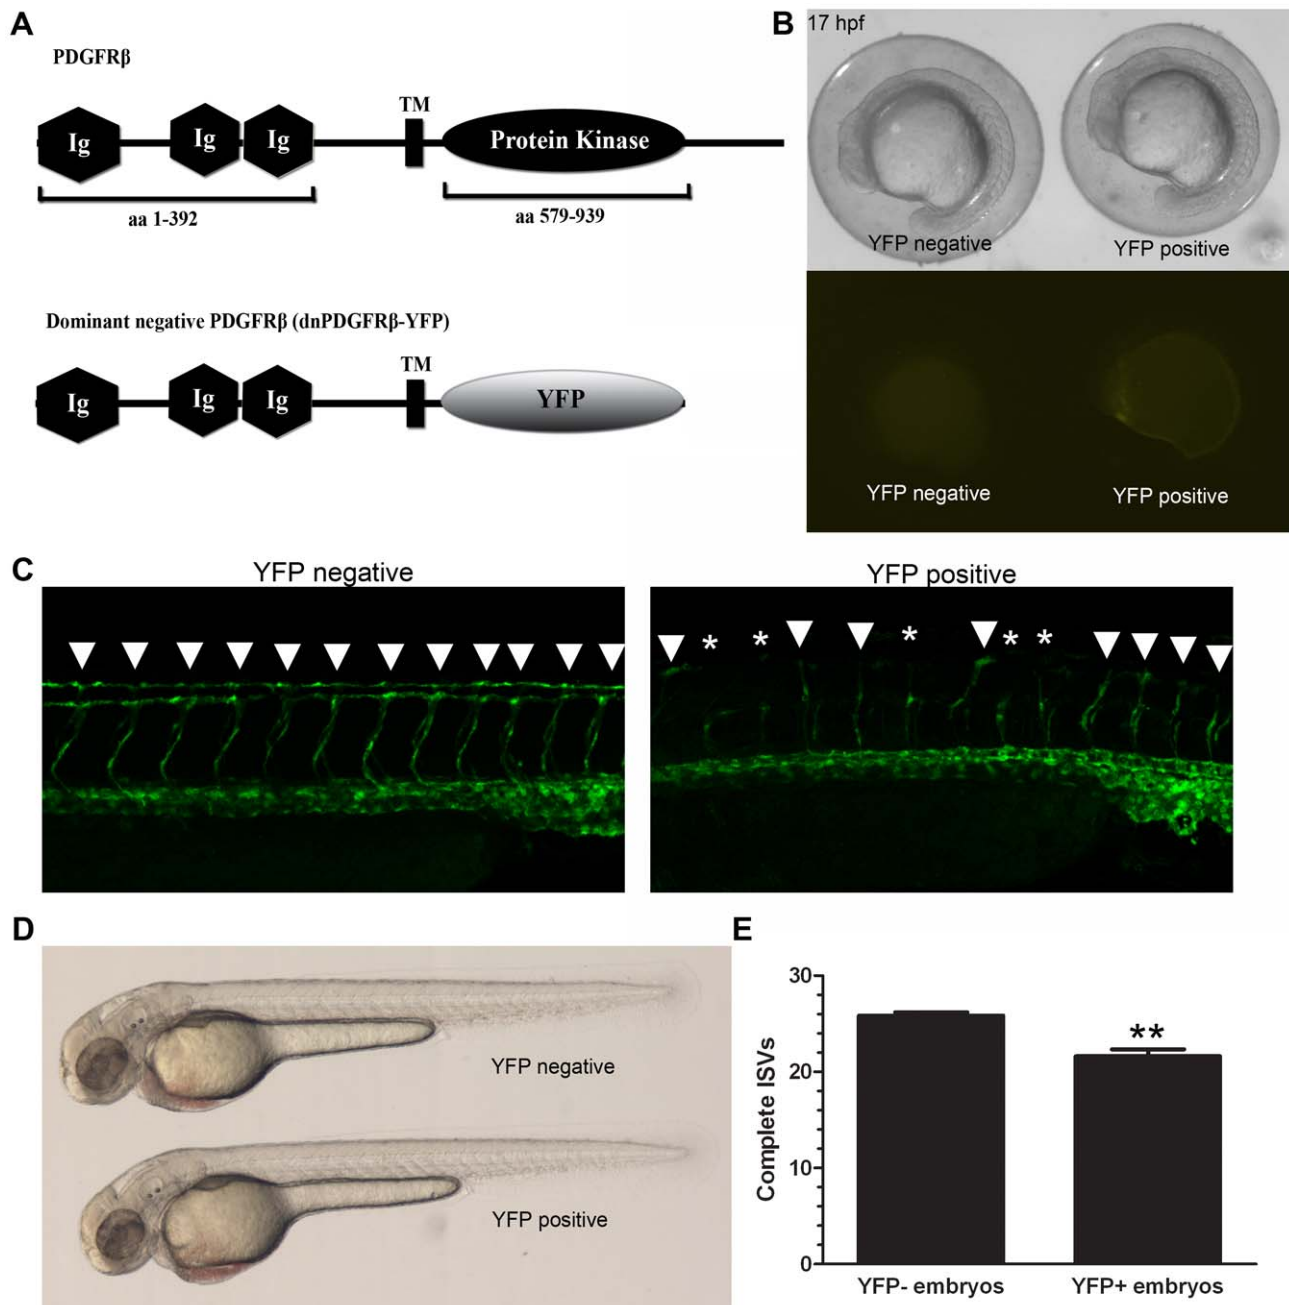 A
PDGFRβ
Ig
Ig
Ig
TM
Protein Kinase
aa 1-392
aa 579-939
Dominant negative PDGFRβ (dnPDGFRβ-YFP)
Ig
Ig
Ig
TM
YFP
B
17 hpf
YFP negative
YFP positive
YFP negative
YFP positive
C
YFP negative
YFP positive
* * * * *
D
YFP negative
YFP positive
E
Complete ISVs
30
20
10
0
**
YFP- embryos
YFP+ embryos